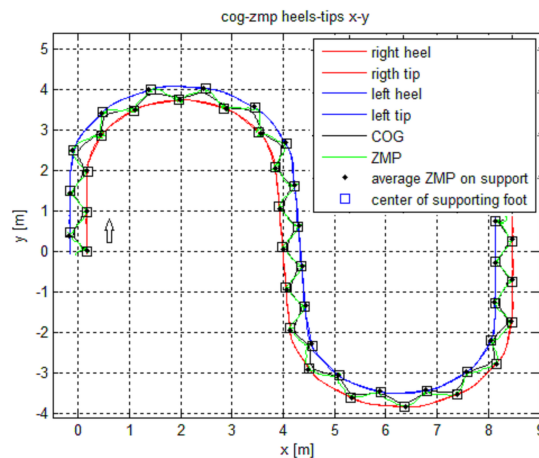 cog-zmp heels-tips x-y
right heel
rigth tip
left heel
left tip
COG
ZMP
average ZMP on support
center of supporting foot
5
4
3
2
1
0
-1
-2
-3
-4
y [m]
0 1 2 3 4 5 6 7 8 9
x [m]